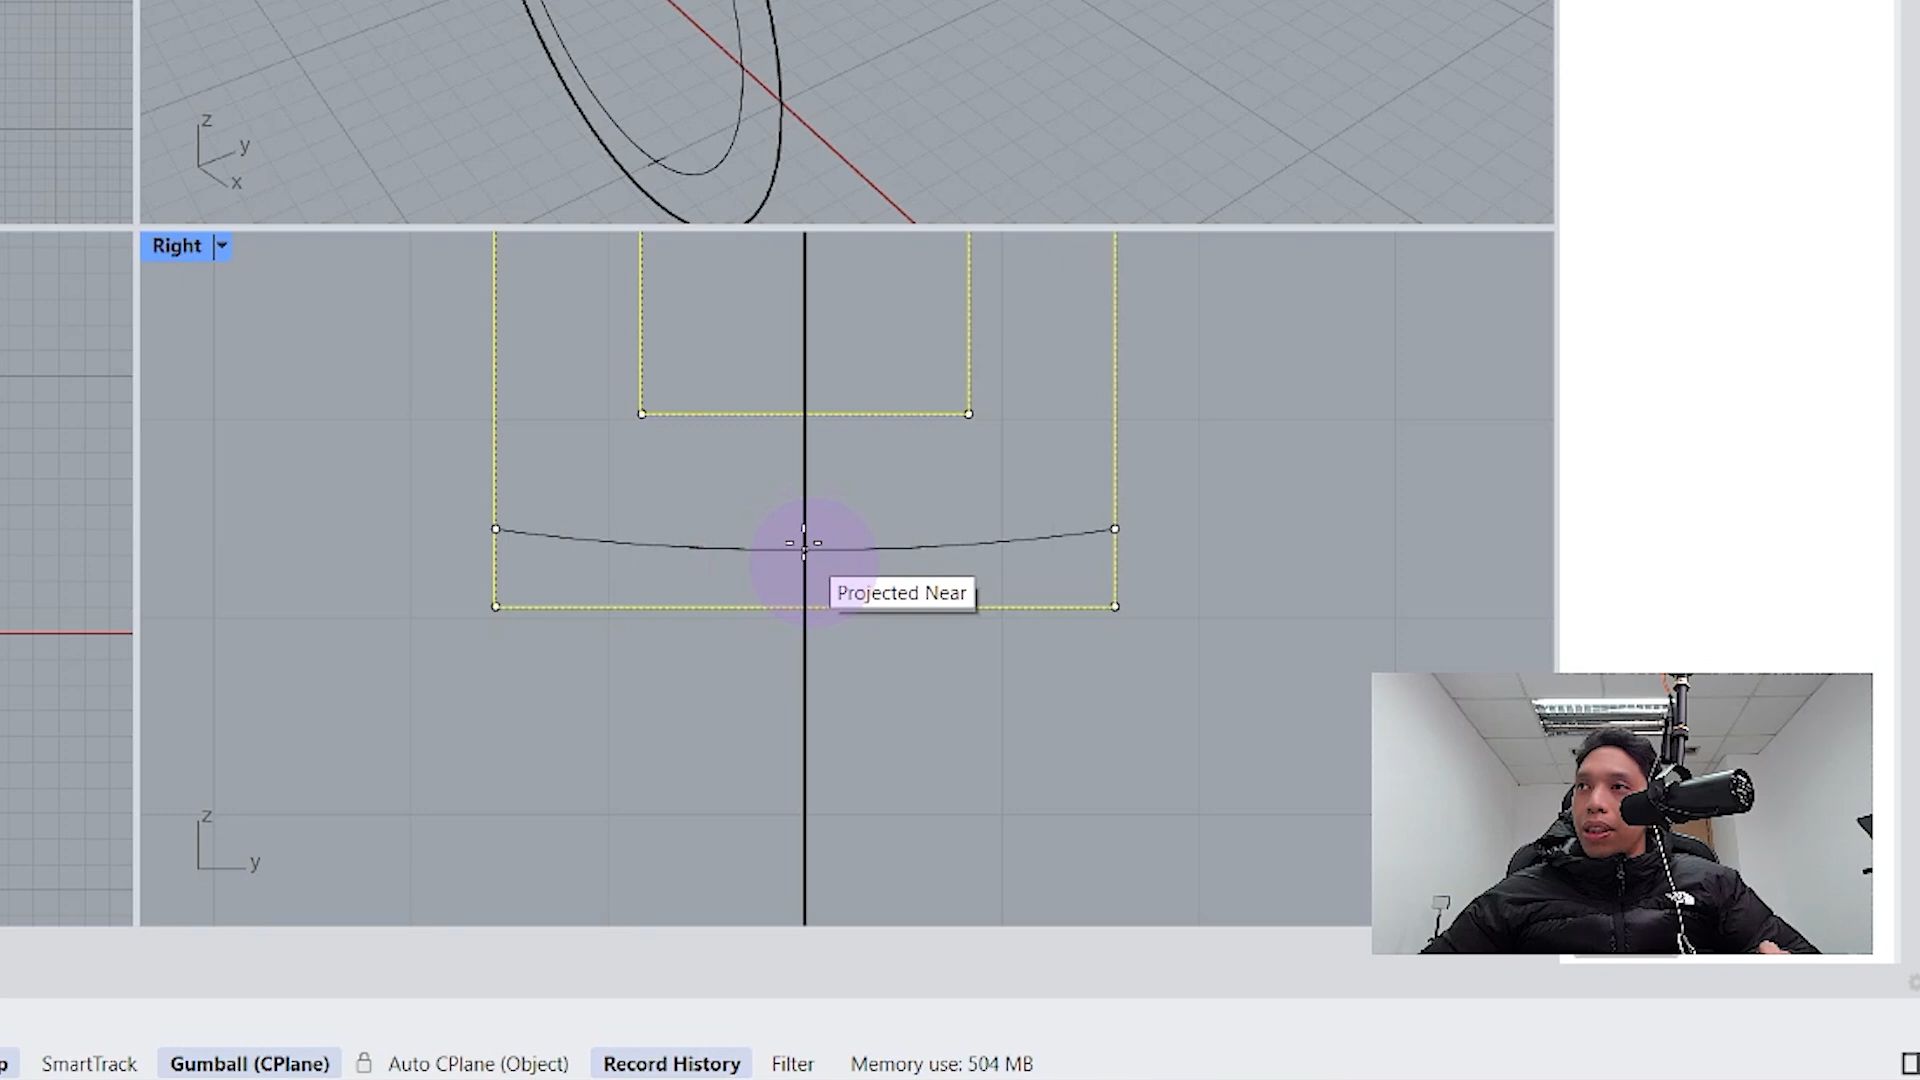 z
y
x
Right
Projected Near
z
y
p SmartTrack Gumball (CPlane) Auto CPlane (Object) Record History Filter Memory use: 504 MB